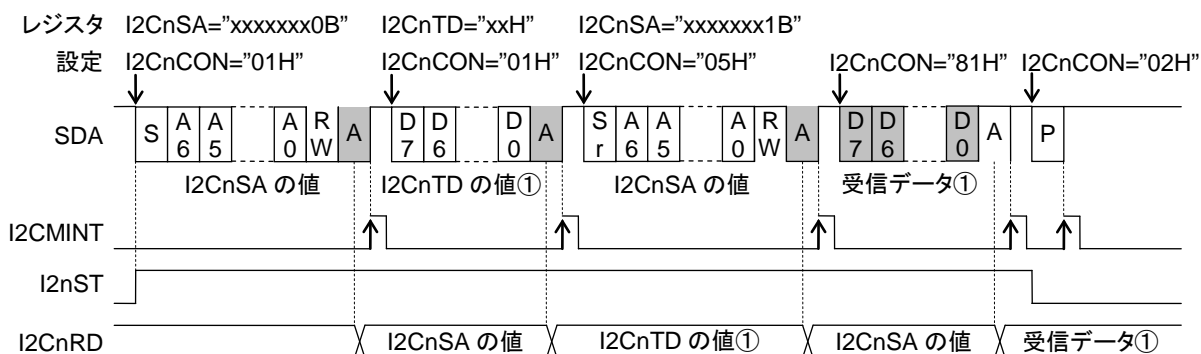 レジスタ I2CnSA="xxxxxxx0B" I2CnTD="xxH" I2CnSA="xxxxxxx1B"
設定 I2CnCON="01H" I2CnCON="01H" I2CnCON="05H" I2CnCON="81H" I2CnCON="02H"
SDA S A6 A5 A0 RW A D7 D6 D0 A Sr A6 A5 A0 RW A D7 D6 D0 A P
I2CnSA の値 I2CnTD の値① I2CnSA の値 受信データ①
I2CMINT
I2nST
I2CnRD I2CnSA の値 I2CnTD の値① I2CnSA の値 受信データ①